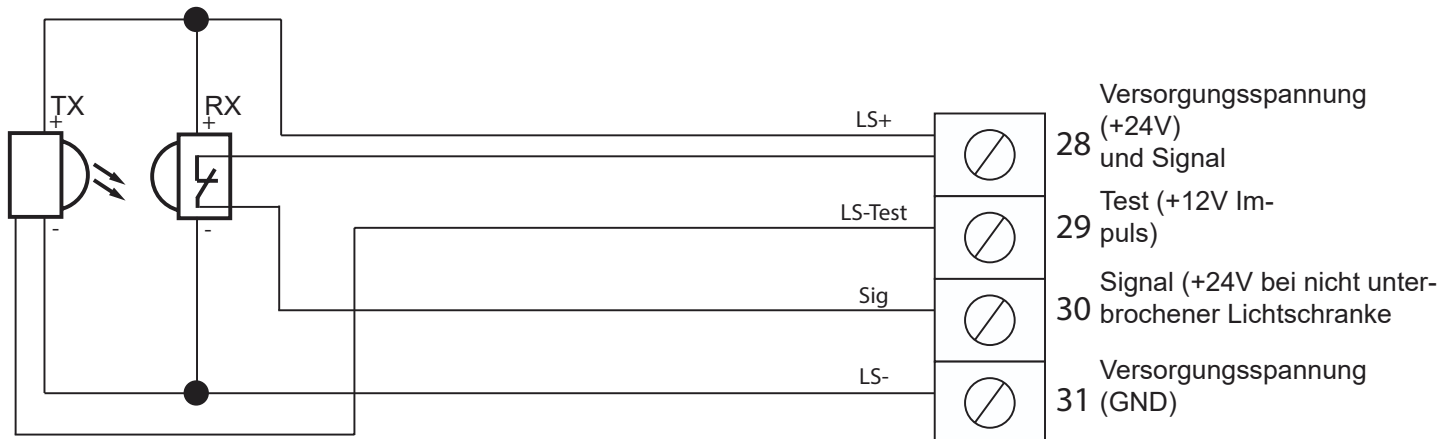 TX
+
RX
+
-
-
LS+
LS-Test
Sig
LS-
28
Versorgungsspannung
(+24V)
und Signal
29
Test (+12V Im-
puls)
30
Signal (+24V bei nicht unter-
brochener Lichtschranke
31
Versorgungsspannung
(GND)